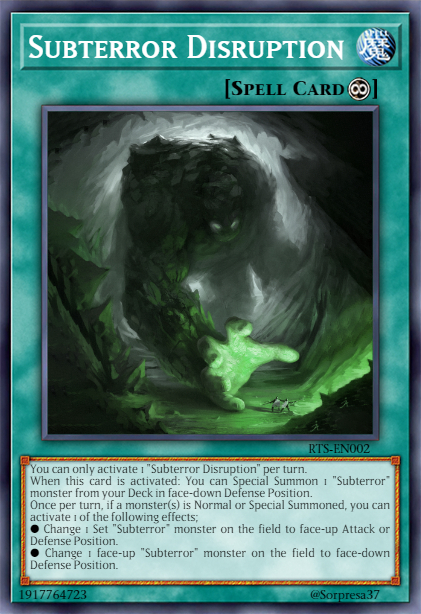 Subterror Disruption
魔
[Spell Card]
RTS-EN002
You can only activate 1 "Subterror Disruption" per turn.
When this card is activated: You can Special Summon 1 "Subterror"
monster from your Deck in face-down Defense Position.
Once per turn, if a monster(s) is Normal or Special Summoned, you can
activate 1 of the following effects;
● Change 1 Set "Subterror" monster on the field to face-up Attack or
Defense Position.
● Change 1 face-up "Subterror" monster on the field to face-down
Defense Position.
1917764723
@Sorpresa37